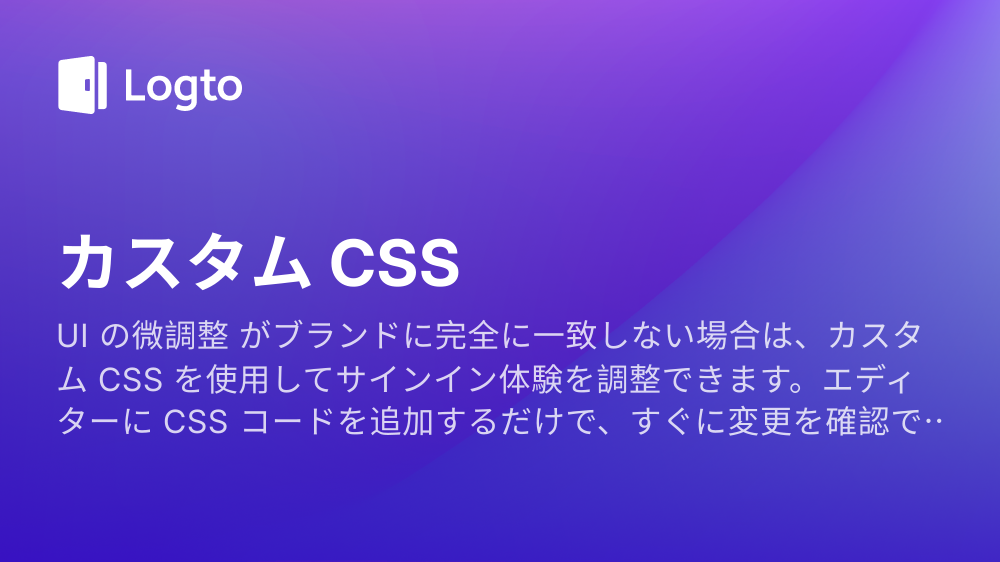 Logto
カスタム CSS
UI の微調整 がブランドに完全に一致しない場合は、カスタ
ム CSS を使用してサインイン体験を調整できます。エディ
ターに CSS コードを追加するだけで、すぐに変更を確認で··